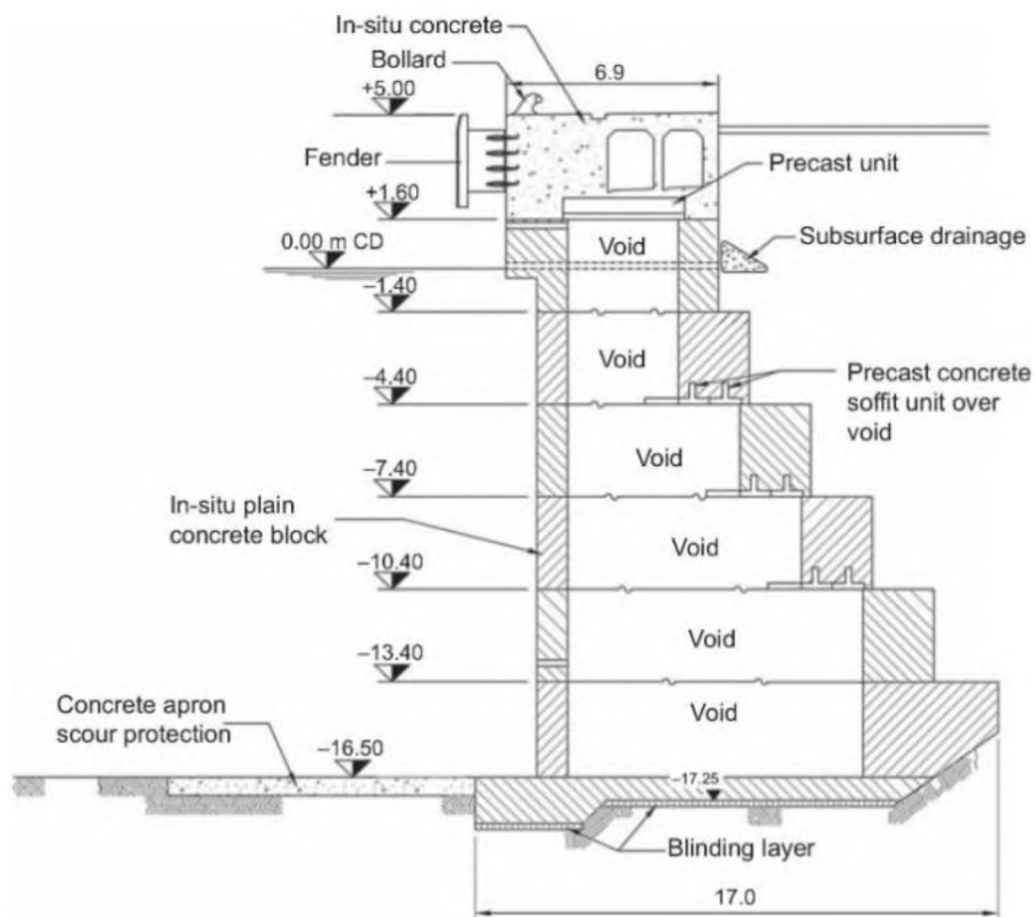 In-situ concrete
Bollard
6.9
+5.00
Fender
Precast unit
+1.60
0.00 m CD
Void
Subsurface drainage
–1.40
Void
–4.40
Precast concrete
soffit unit over
void
Void
–7.40
In-situ plain
concrete block
Void
–10.40
Void
–13.40
Void
Concrete apron
scour protection
–16.50
–17.25
Blinding layer
17.0